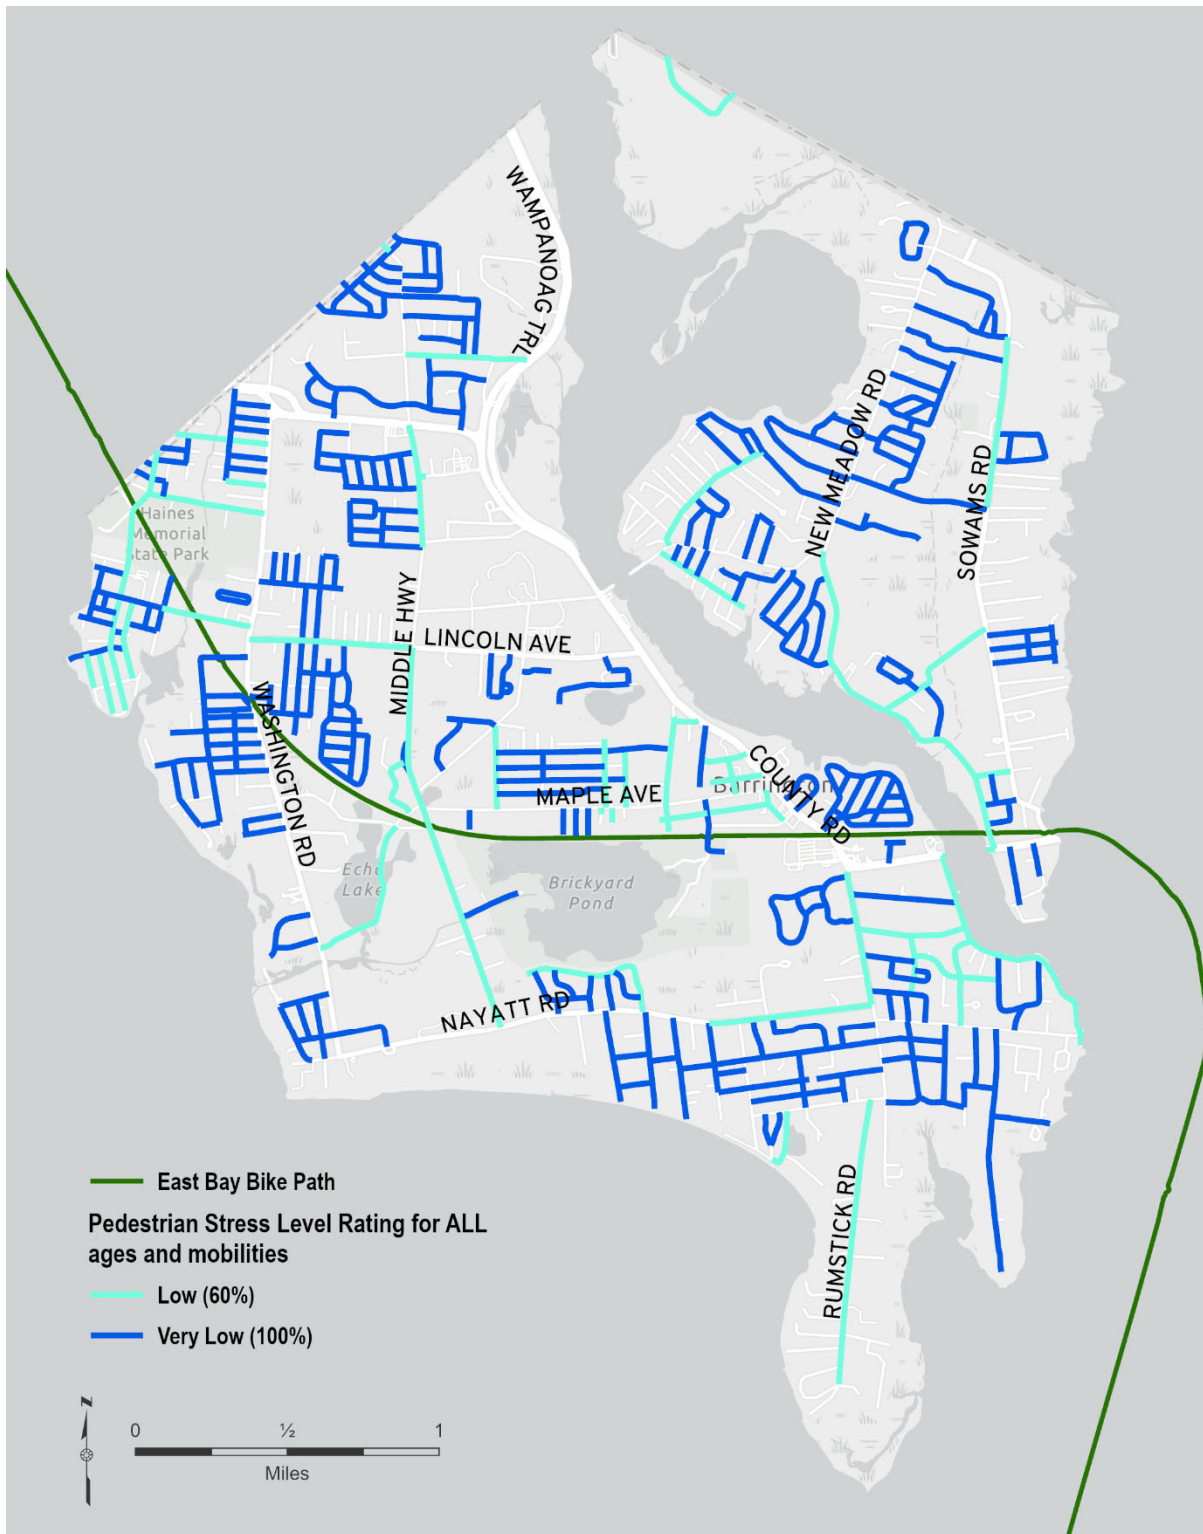 WAMPANOAG TRL
NEW MEADOW RD
SOWAMS RD
Haines
Memorial
State Park
MIDDLE HWY
LINCOLN AVE
WASHINGTON RD
COUNTY RD
Barrington
MAPLE AVE
Echo
Lake
Brickyard
Pond
NAYATT RD
RUMSTICK RD
East Bay Bike Path
Pedestrian Stress Level Rating for ALL
ages and mobilities
Low (60%)
Very Low (100%)
N
0 ½ 1
Miles